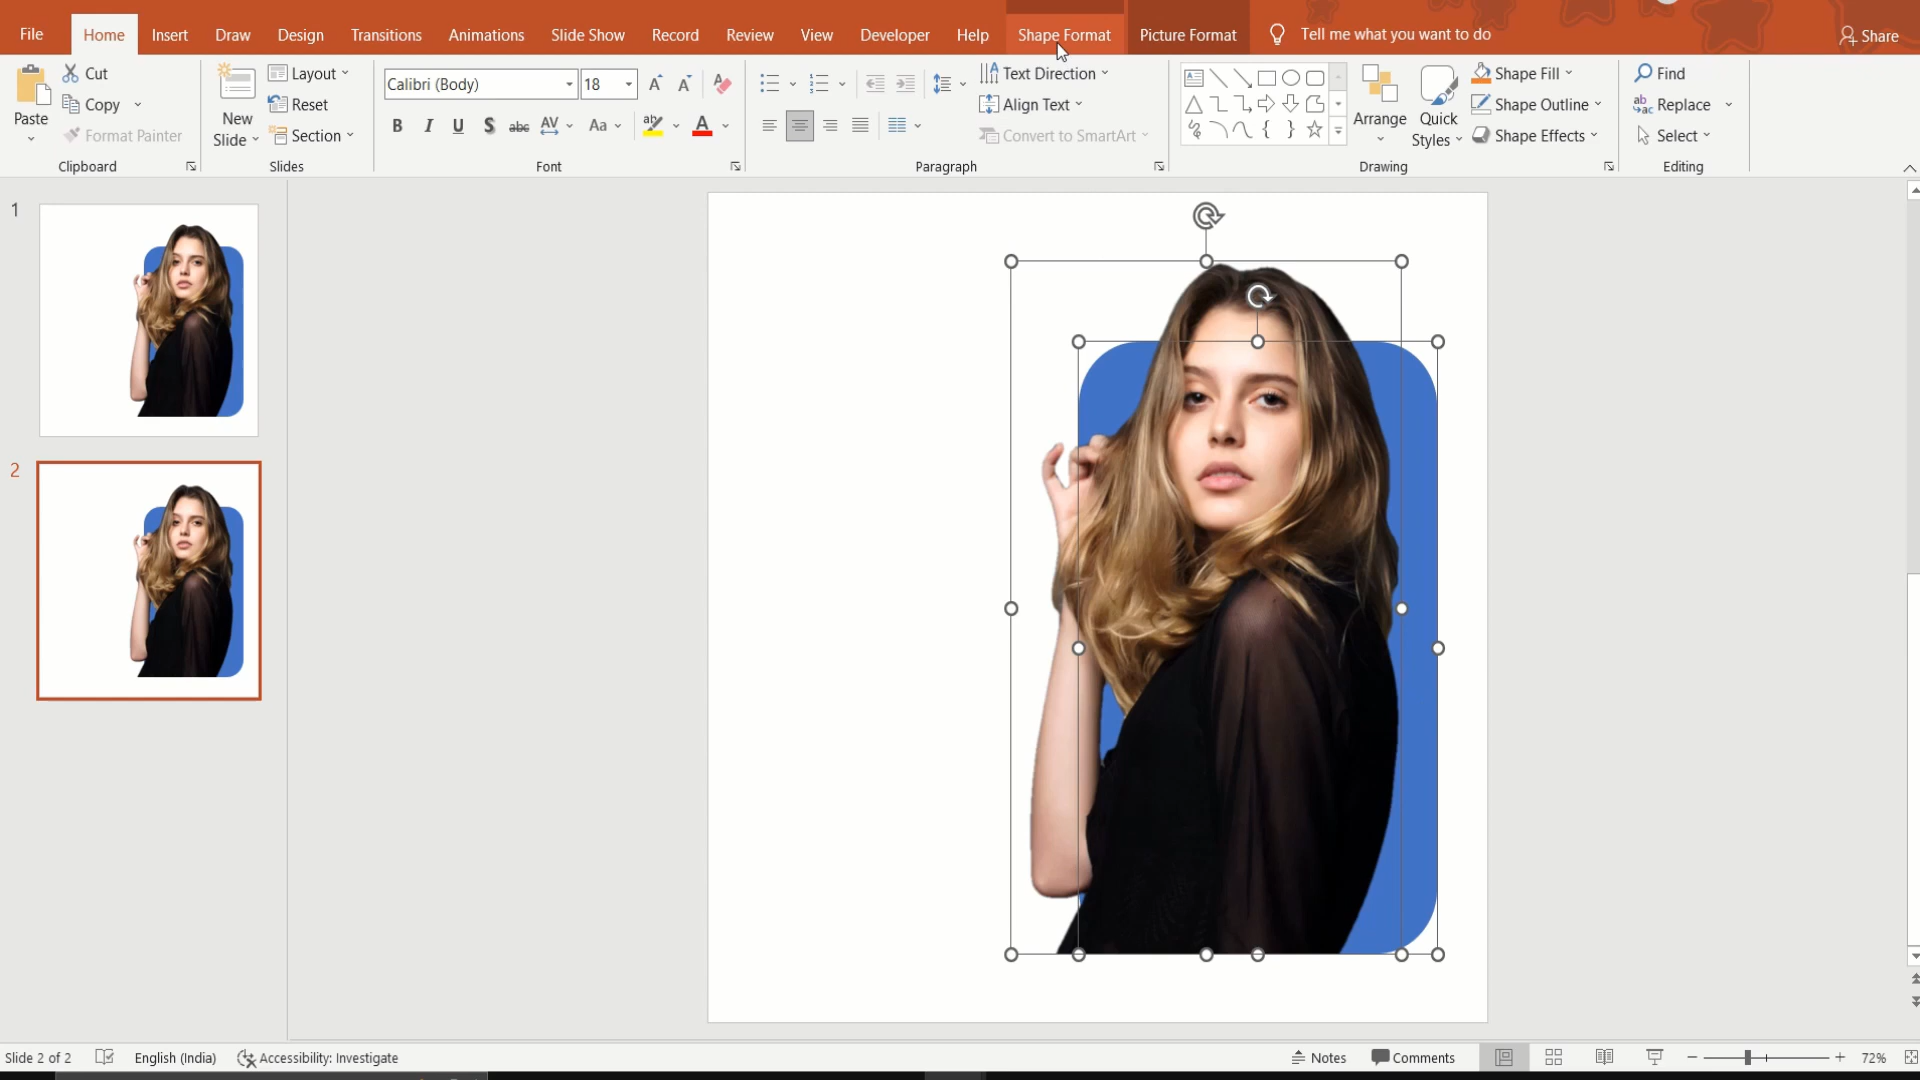 File Home Insert Draw Design Transitions Animations Slide Show Record Review View Developer Help Shape Format Picture Format Tell me what you want to do Share
Paste
Cut
Copy
Format Painter
Clipboard
New
Slide
Layout
Reset
Section
Slides
Calibri (Body) 18
B I U S abc AV Aa A
Font
Text Direction
Align Text
Convert to SmartArt
Paragraph
Arrange
Quick
Styles
Shape Fill
Shape Outline
Shape Effects
Drawing
Find
Replace
Select
Editing
1
2
Slide 2 of 2 English (India) Accessibility: Investigate Notes Comments 72%